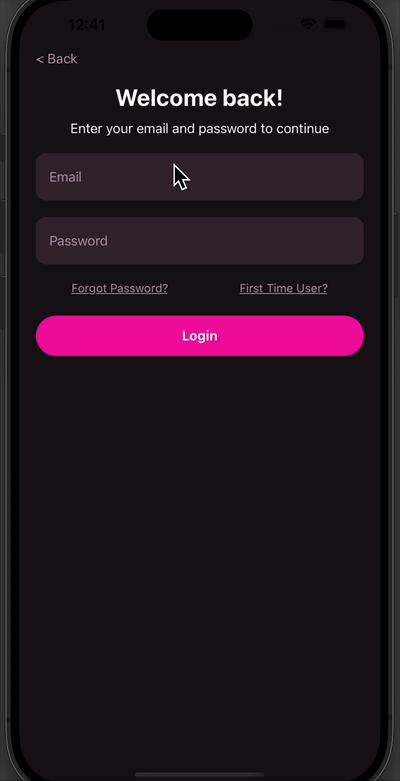 12:41
< Back
Welcome back!
Enter your email and password to continue
Email
Password
Forgot Password? First Time User?
Login